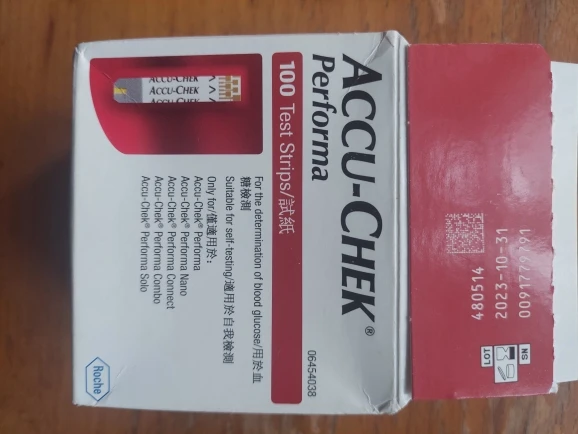 ACCU-CHEK®
Performa
100 Test Strips/試紙
06454038
For the determination of blood glucose/用於血
糖檢測
Suitable for self-testing/適用於自我檢測
Only for/僅適用於:
Accu-Chek® Performa
Accu-Chek® Performa Nano
Accu-Chek® Performa Connect
Accu-Chek® Performa Combo
Accu-Chek® Performa Solo
ACCU-CHEK
ACCU-CHEK
ACCU-CHEK
Roche
LOT
480514
2023-10-31
SN